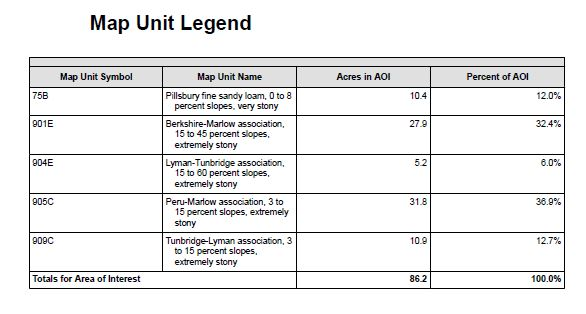 Map Unit Legend
Map Unit Symbol Map Unit Name Acres in AOI Percent of AOI
75B Pillsbury fine sandy loam, 0 to 8 10.4 12.0%
percent slopes, very stony
901E Berkshire-Marlow association, 27.9 32.4%
15 to 45 percent slopes,
extremely stony
904E Lyman-Tunbridge association, 5.2 6.0%
15 to 60 percent slopes,
extremely stony
905C Peru-Marlow association, 3 to 31.8 36.9%
15 percent slopes, extremely
stony
909C Tunbridge-Lyman association, 3 10.9 12.7%
to 15 percent slopes,
extremely stony
Totals for Area of Interest 86.2 100.0%